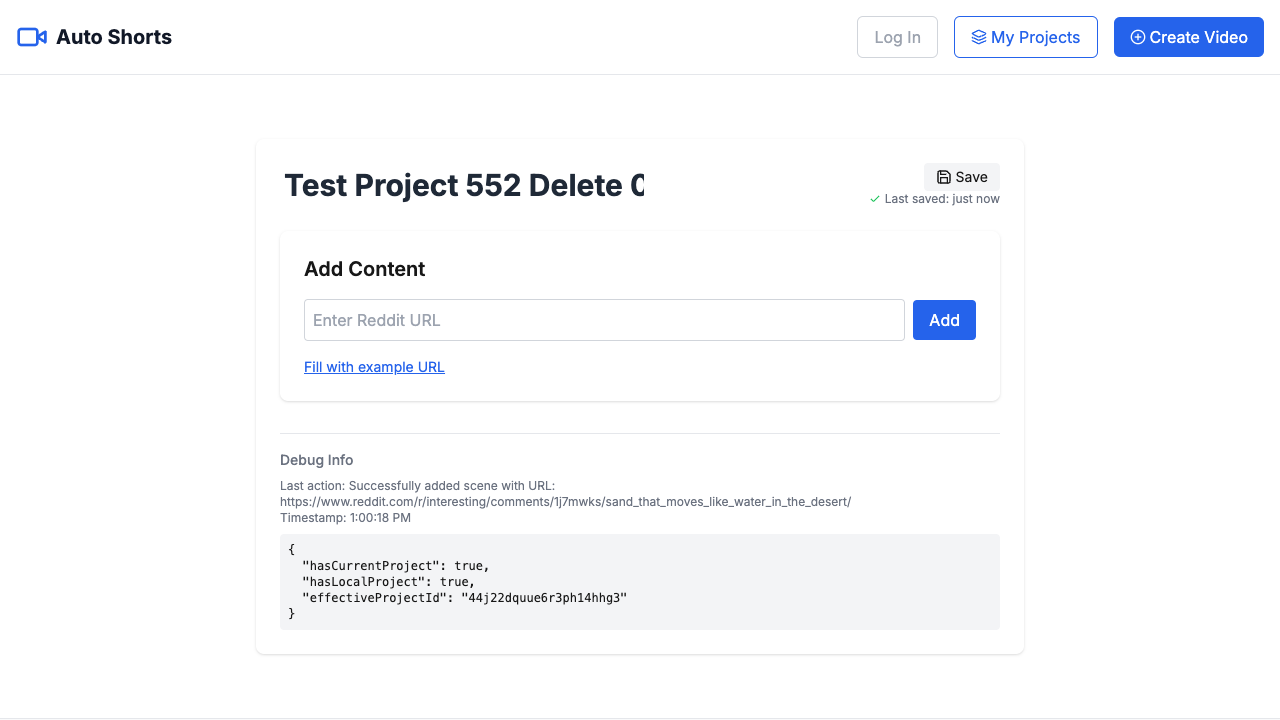 Auto Shorts
Log In
My Projects
Create Video
Test Project 552 Delete
Save
Last saved: just now
Add Content
Enter Reddit URL
Add
Fill with example URL
Debug Info
Last action: Successfully added scene with URL:
https://www.reddit.com/r/interesting/comments/1j7mwks/sand_that_moves_like_water_in_the_desert/
Timestamp: 1:00:18 PM
{
"hasCurrentProject": true,
"hasLocalProject": true,
"effectiveProjectId": "44j22dquue6r3ph14hhg3"
}